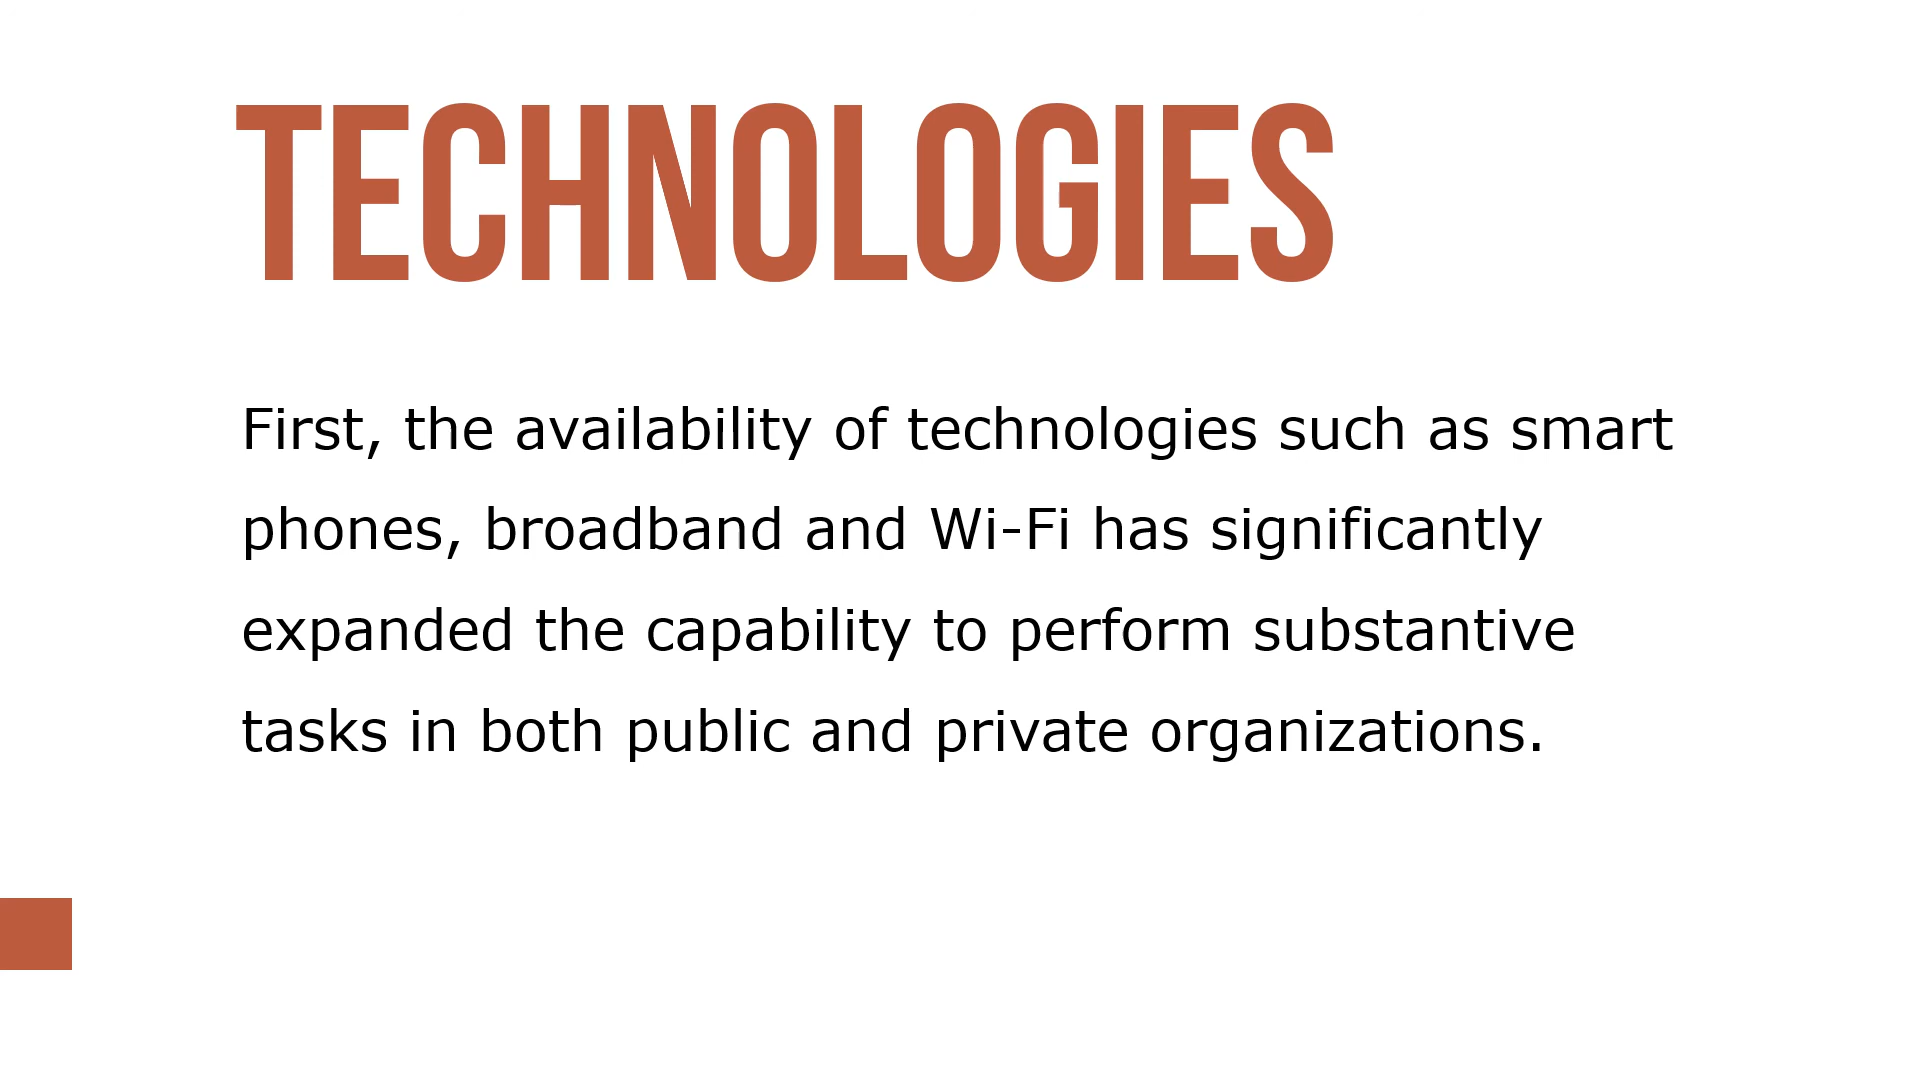 TECHNOLOGIES
First, the availability of technologies such as smart
phones, broadband and Wi-Fi has significantly
expanded the capability to perform substantive
tasks in both public and private organizations.